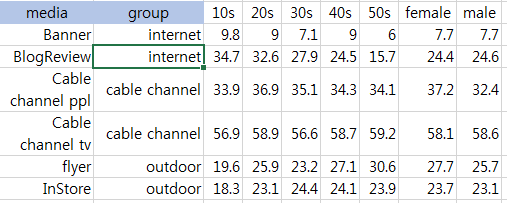 media group 10s 20s 30s 40s 50s female male
Banner internet 9.8 9 7.1 9 6 7.7 7.7
BlogReview internet 34.7 32.6 27.9 24.5 15.7 24.4 24.6
Cable
channel ppl cable channel 33.9 36.9 35.1 34.3 34.1 37.2 32.4
Cable
channel tv cable channel 56.9 58.9 56.6 58.7 59.2 58.1 58.6
flyer outdoor 19.6 25.9 23.2 27.1 30.6 27.7 25.7
InStore outdoor 18.3 23.1 24.4 24.1 23.9 23.7 23.1